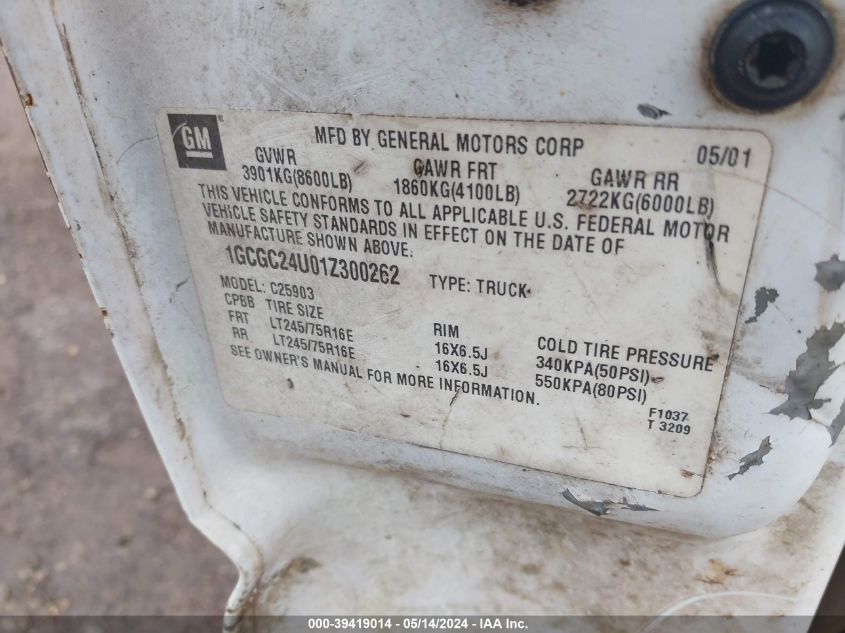 GM
MFD BY GENERAL MOTORS CORP 05/01
GVWR GAWR FRT GAWR RR
3901KG(8600LB) 1860KG(4100LB) 2722KG(6000LB)
THIS VEHICLE CONFORMS TO ALL APPLICABLE U.S. FEDERAL MOTOR
VEHICLE SAFETY STANDARDS IN EFFECT ON THE DATE OF
MANUFACTURE SHOWN ABOVE.
1GCGC24U01Z300262 TYPE: TRUCK
MODEL: C25903
CPBB TIRE SIZE RIM COLD TIRE PRESSURE
FRT LT245/75R16E 16X6.5J 340KPA(50PSI)
RR LT245/75R16E 16X6.5J 550KPA(80PSI)
SEE OWNER'S MANUAL FOR MORE INFORMATION.
F1037
T 3209
000-39419014 - 05/14/2024 - IAA Inc.